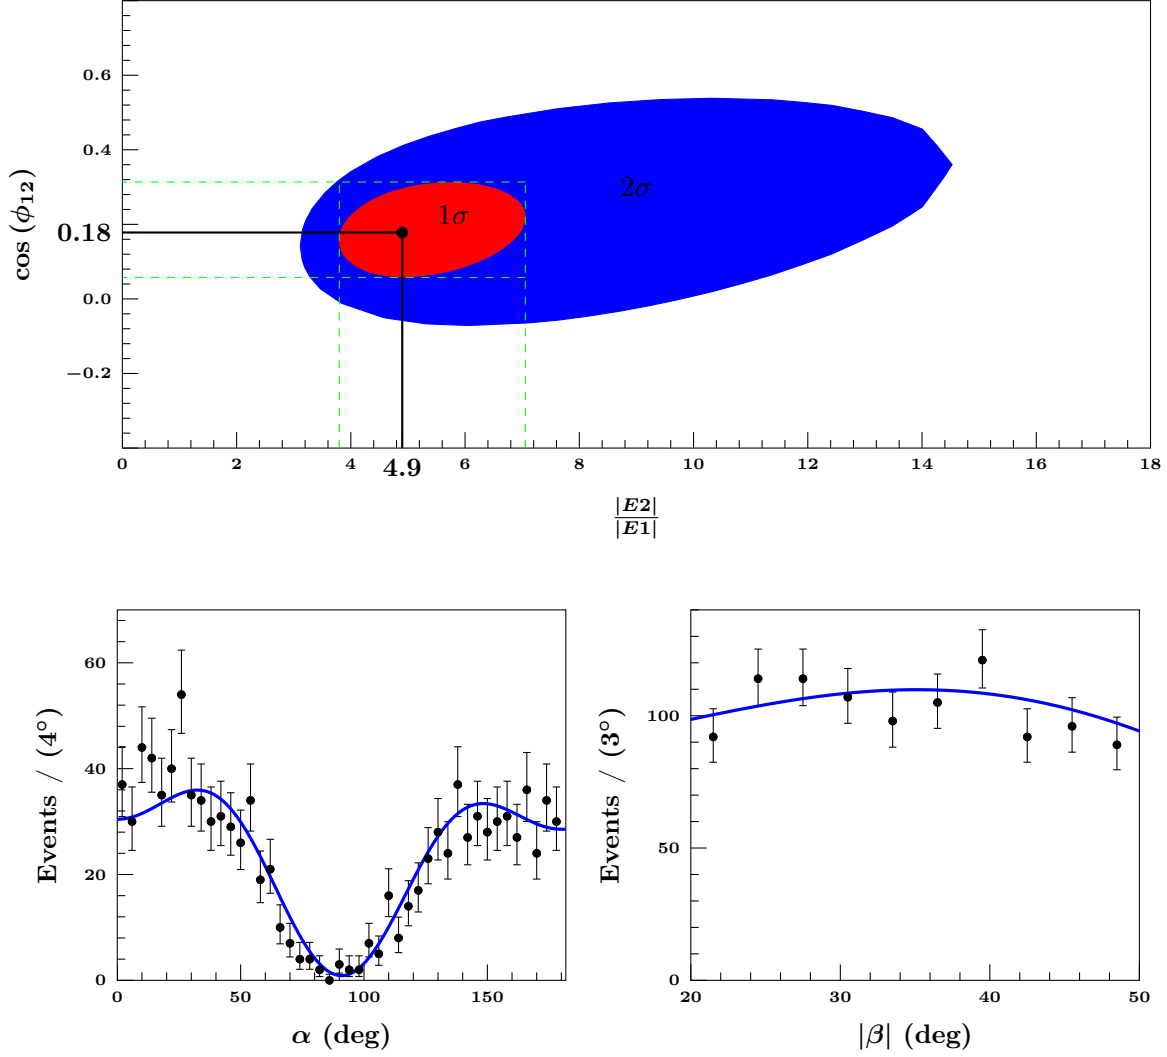 0.6
0.4
2σ
1σ
cos (ϕ12)
0.18
0.0
−0.2
0 2 4 6 8 10 12 14 16 18
4.9
|E2|
|E1|
60
40
20
0
Events / (4°)
0 50 100 150
α (deg)
100
50
0
Events / (3°)
20 30 40 50
|β| (deg)